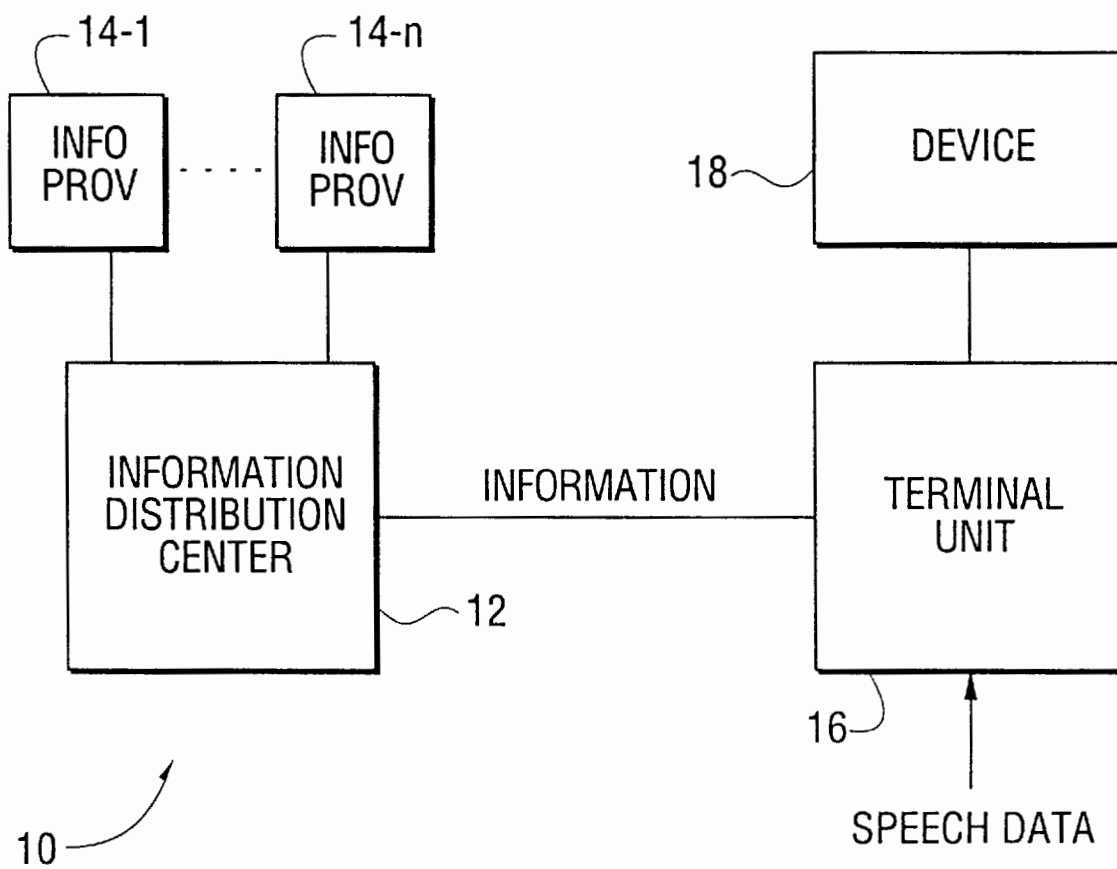 14-1
14-n
INFO
PROV
INFO
PROV
18
DEVICE
INFORMATION
DISTRIBUTION
CENTER
INFORMATION
TERMINAL
UNIT
12
16
10
SPEECH DATA